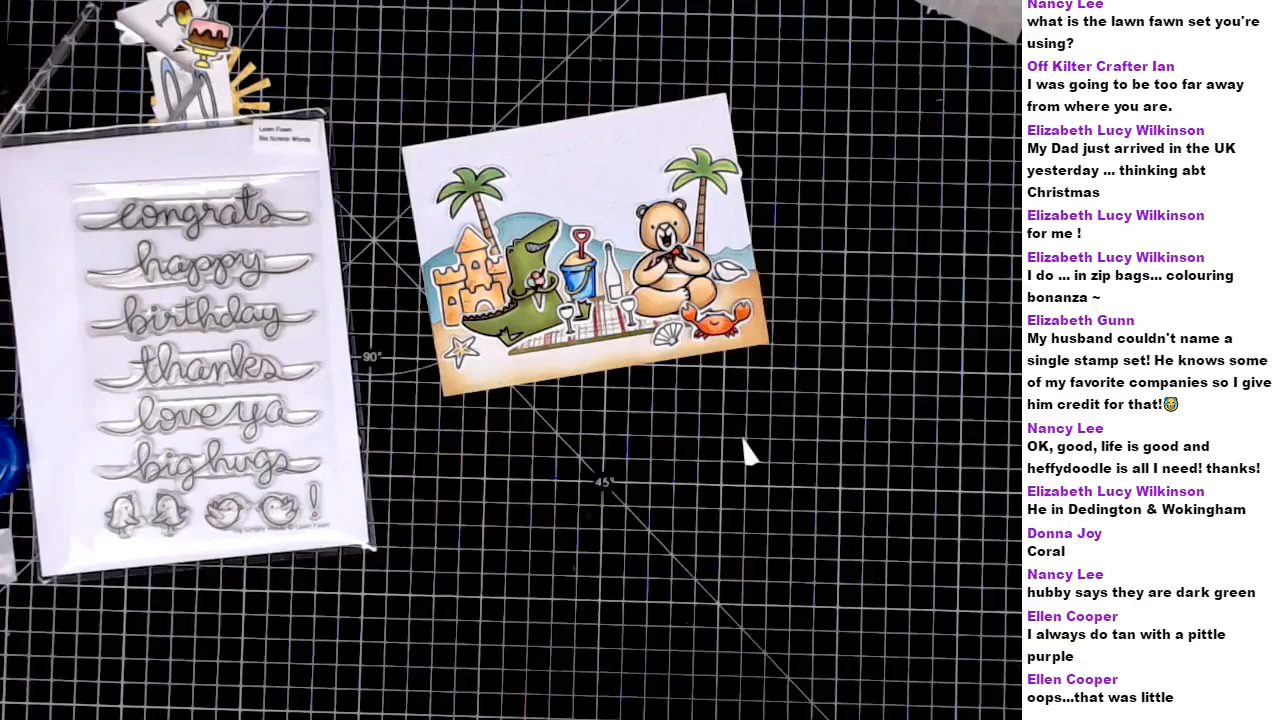 Lawn Fawn
Big Scripty Words
congrats
happy
birthday
thanks
love ya
big hugs
!
90°
45°
Nancy Lee
what is the lawn fawn set you're
using?
Off Kilter Crafter Ian
I was going to be too far away
from where you are.
Elizabeth Lucy Wilkinson
My Dad just arrived in the UK
yesterday ... thinking abt
Christmas
Elizabeth Lucy Wilkinson
for me !
Elizabeth Lucy Wilkinson
I do ... in zip bags... colouring
bonanza ~
Elizabeth Gunn
My husband couldn't name a
single stamp set! He knows some
of my favorite companies so I give
him credit for that!😹
Nancy Lee
OK, good, life is good and
heffydoodle is all I need! thanks!
Elizabeth Lucy Wilkinson
He in Dedington & Wokingham
Donna Joy
Coral
Nancy Lee
hubby says they are dark green
Ellen Cooper
I always do tan with a pittle
purple
Ellen Cooper
oops...that was little